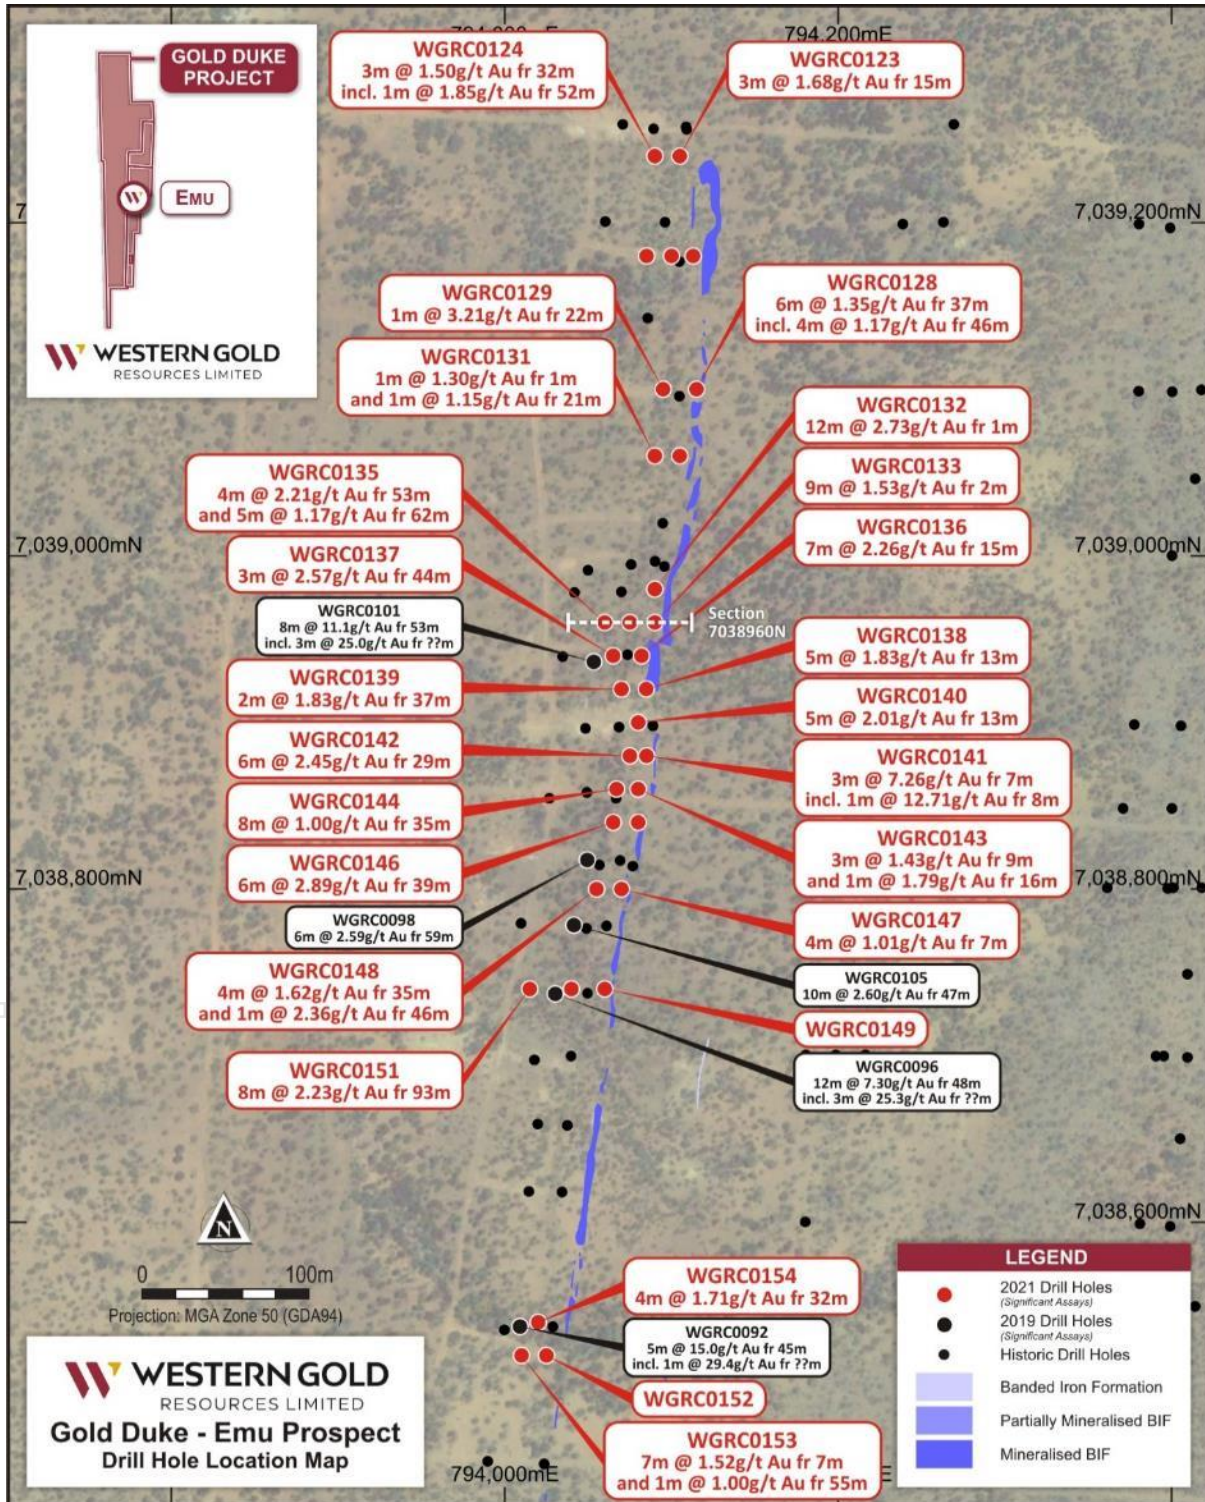 794,200mE
GOLD DUKE
PROJECT
W
EMU
WESTERN GOLD
RESOURCES LIMITED
WGRC0124
3m @ 1.50g/t Au fr 32m
incl. 1m @ 1.85g/t Au fr 52m
WGRC0123
3m @ 1.68g/t Au fr 15m
7,039,200mN
WGRC0129
1m @ 3.21g/t Au fr 22m
WGRC0128
6m @ 1.35g/t Au fr 37m
incl. 4m @ 1.17g/t Au fr 46m
WGRC0131
1m @ 1.30g/t Au fr 1m
and 1m @ 1.15g/t Au fr 21m
WGRC0132
12m @ 2.73g/t Au fr 1m
WGRC0133
9m @ 1.53g/t Au fr 2m
WGRC0135
4m @ 2.21g/t Au fr 53m
and 5m @ 1.17g/t Au fr 62m
WGRC0136
7m @ 2.26g/t Au fr 15m
7,039,000mN
7,039,000mN
WGRC0137
3m @ 2.57g/t Au fr 44m
WGRC0101
8m @ 11.1g/t Au fr 53m
incl. 3m @ 25.0g/t Au fr ??m
Section
7038960N
WGRC0138
5m @ 1.83g/t Au fr 13m
WGRC0139
2m @ 1.83g/t Au fr 37m
WGRC0140
5m @ 2.01g/t Au fr 13m
WGRC0142
6m @ 2.45g/t Au fr 29m
WGRC0141
3m @ 7.26g/t Au fr 7m
incl. 1m @ 12.71g/t Au fr 8m
WGRC0144
8m @ 1.00g/t Au fr 35m
WGRC0143
3m @ 1.43g/t Au fr 9m
and 1m @ 1.79g/t Au fr 16m
WGRC0146
6m @ 2.89g/t Au fr 39m
7,038,800mN
7,038,800mN
WGRC0098
6m @ 2.59g/t Au fr 59m
WGRC0147
4m @ 1.01g/t Au fr 7m
WGRC0148
4m @ 1.62g/t Au fr 35m
and 1m @ 2.36g/t Au fr 46m
WGRC0105
10m @ 2.60g/t Au fr 47m
WGRC0149
WGRC0151
8m @ 2.23g/t Au fr 93m
WGRC0096
12m @ 7.30g/t Au fr 48m
incl. 3m @ 25.3g/t Au fr ??m
7,038,600mN
N
0 100m
Projection: MGA Zone 50 (GDA94)
WGRC0154
4m @ 1.71g/t Au fr 32m
WGRC0092
5m @ 15.0g/t Au fr 45m
incl. 1m @ 29.4g/t Au fr ??m
WGRC0152
WGRC0153
7m @ 1.52g/t Au fr 7m
and 1m @ 1.00g/t Au fr 55m
794,000mE
WESTERN GOLD
RESOURCES LIMITED
Gold Duke - Emu Prospect
Drill Hole Location Map
LEGEND
2021 Drill Holes
(Significant Assays)
2019 Drill Holes
(Significant Assays)
Historic Drill Holes
Banded Iron Formation
Partially Mineralised BIF
Mineralised BIF